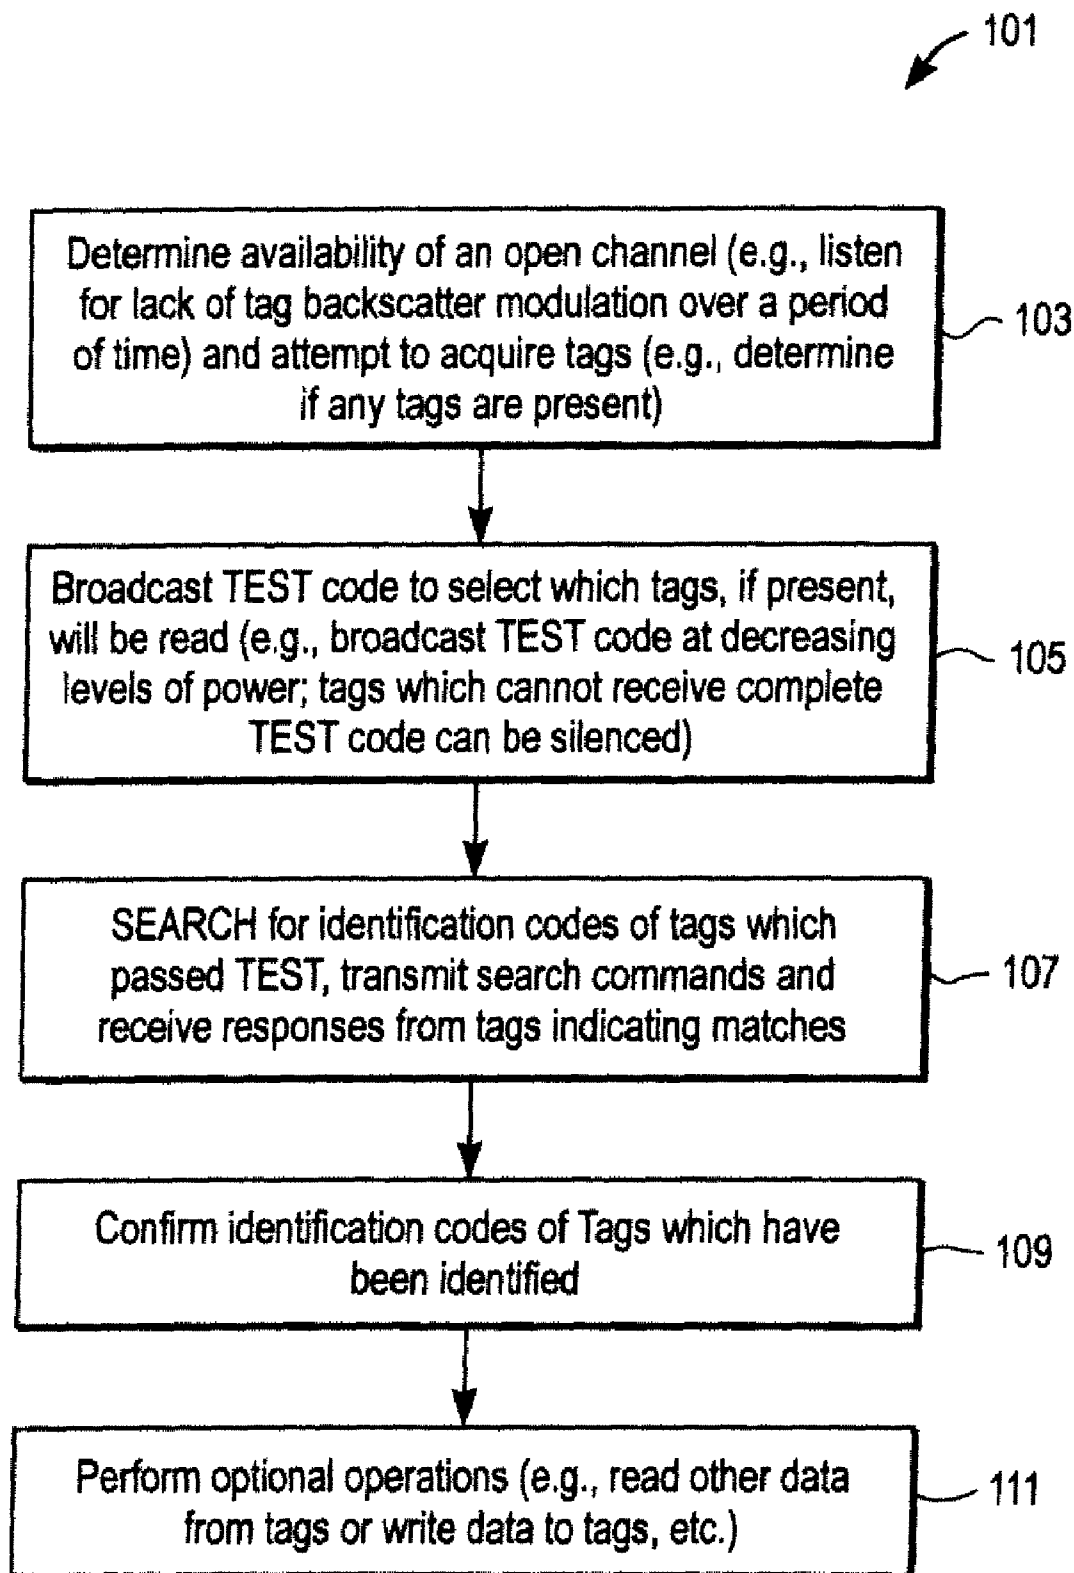 101
Determine availability of an open channel (e.g., listen
for lack of tag backscatter modulation over a period
of time) and attempt to acquire tags (e.g., determine
if any tags are present)
103
Broadcast TEST code to select which tags, if present,
will be read (e.g., broadcast TEST code at decreasing
levels of power; tags which cannot receive complete
TEST code can be silenced)
105
SEARCH for identification codes of tags which
passed TEST, transmit search commands and
receive responses from tags indicating matches
107
Confirm identification codes of Tags which have
been identified
109
Perform optional operations (e.g., read other data
from tags or write data to tags, etc.)
111